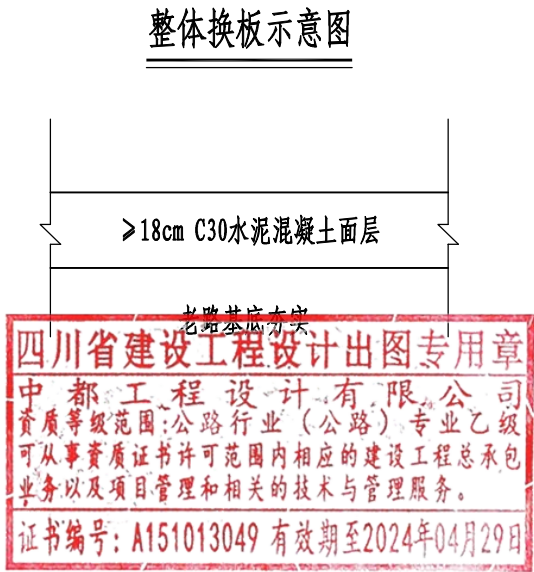 整体换板示意图
≥18cm C30水泥混凝土面层
老路基底夯实
四川省建设工程设计出图专用章
中都工程设计有限公司
资质等级范围:公路行业（公路）专业乙级
可从事资质证书许可范围内相应的建设工程总承包
业务以及项目管理和相关的技术与管理服务。
证书编号: A151013049 有效期至2024年04月29日